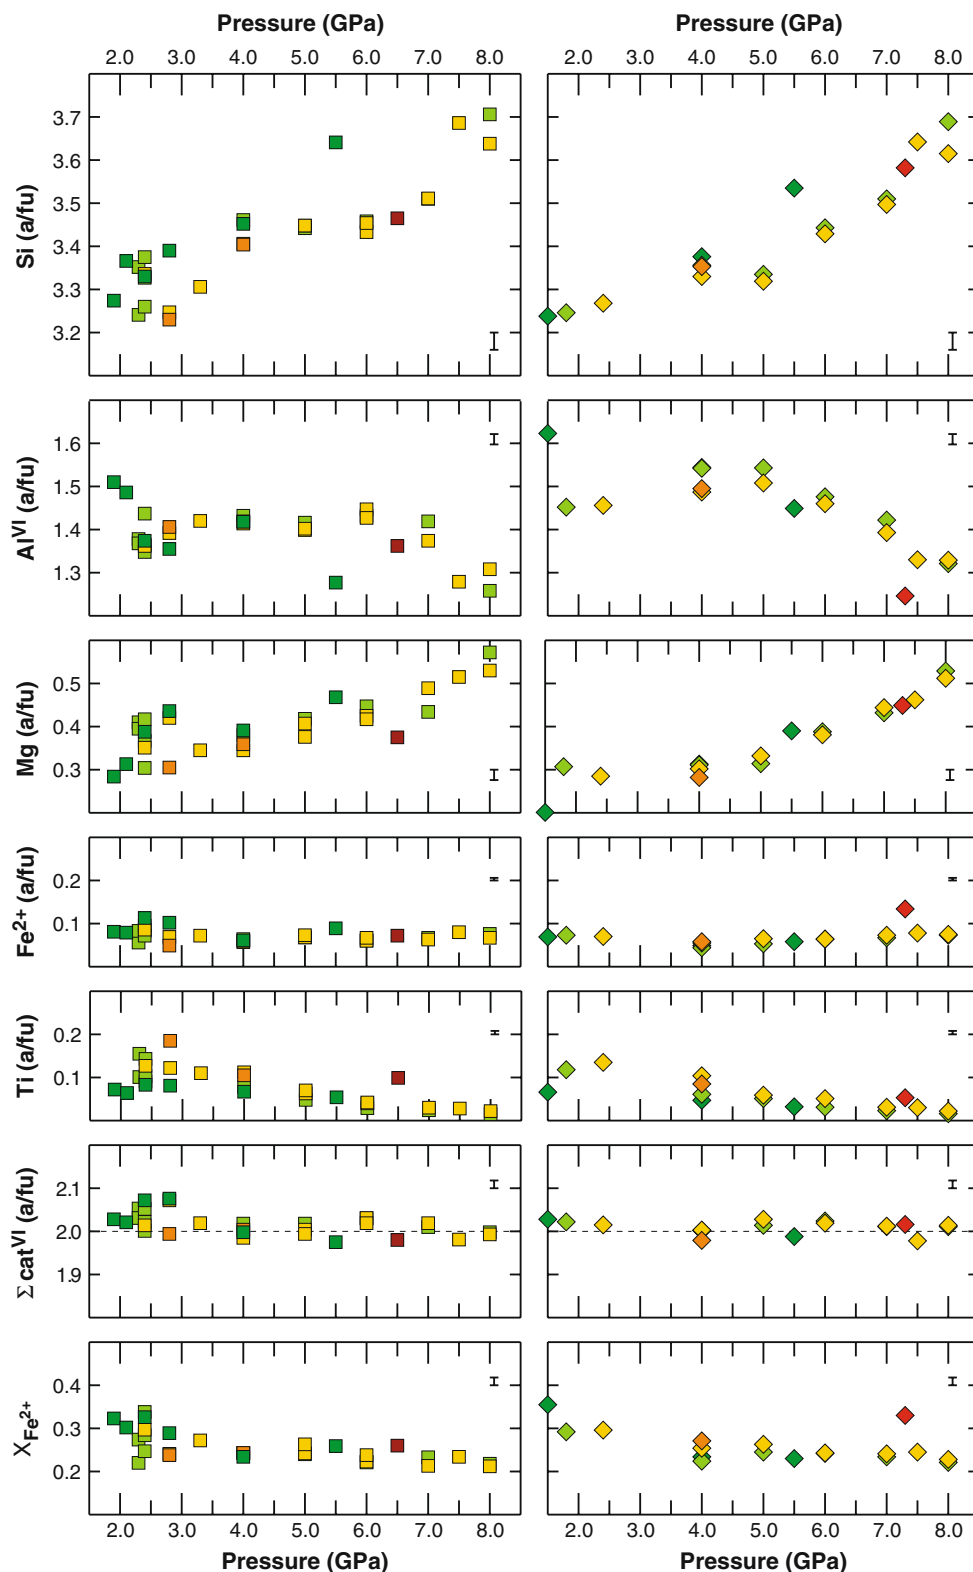 Pressure (GPa) Pressure (GPa)
2.0 3.0 4.0 5.0 6.0 7.0 8.0 2.0 3.0 4.0 5.0 6.0 7.0 8.0
Si (a/fu)
3.7
3.6
3.5
3.4
3.3
3.2
Al^VI (a/fu)
1.6
1.5
1.4
1.3
Mg (a/fu)
0.5
0.4
0.3
Fe²⁺ (a/fu)
0.2
0.1
Ti (a/fu)
0.2
0.1
Σ cat^VI (a/fu)
2.1
2.0
1.9
X_Fe²⁺
0.4
0.3
0.2
2.0 3.0 4.0 5.0 6.0 7.0 8.0 2.0 3.0 4.0 5.0 6.0 7.0 8.0
Pressure (GPa) Pressure (GPa)